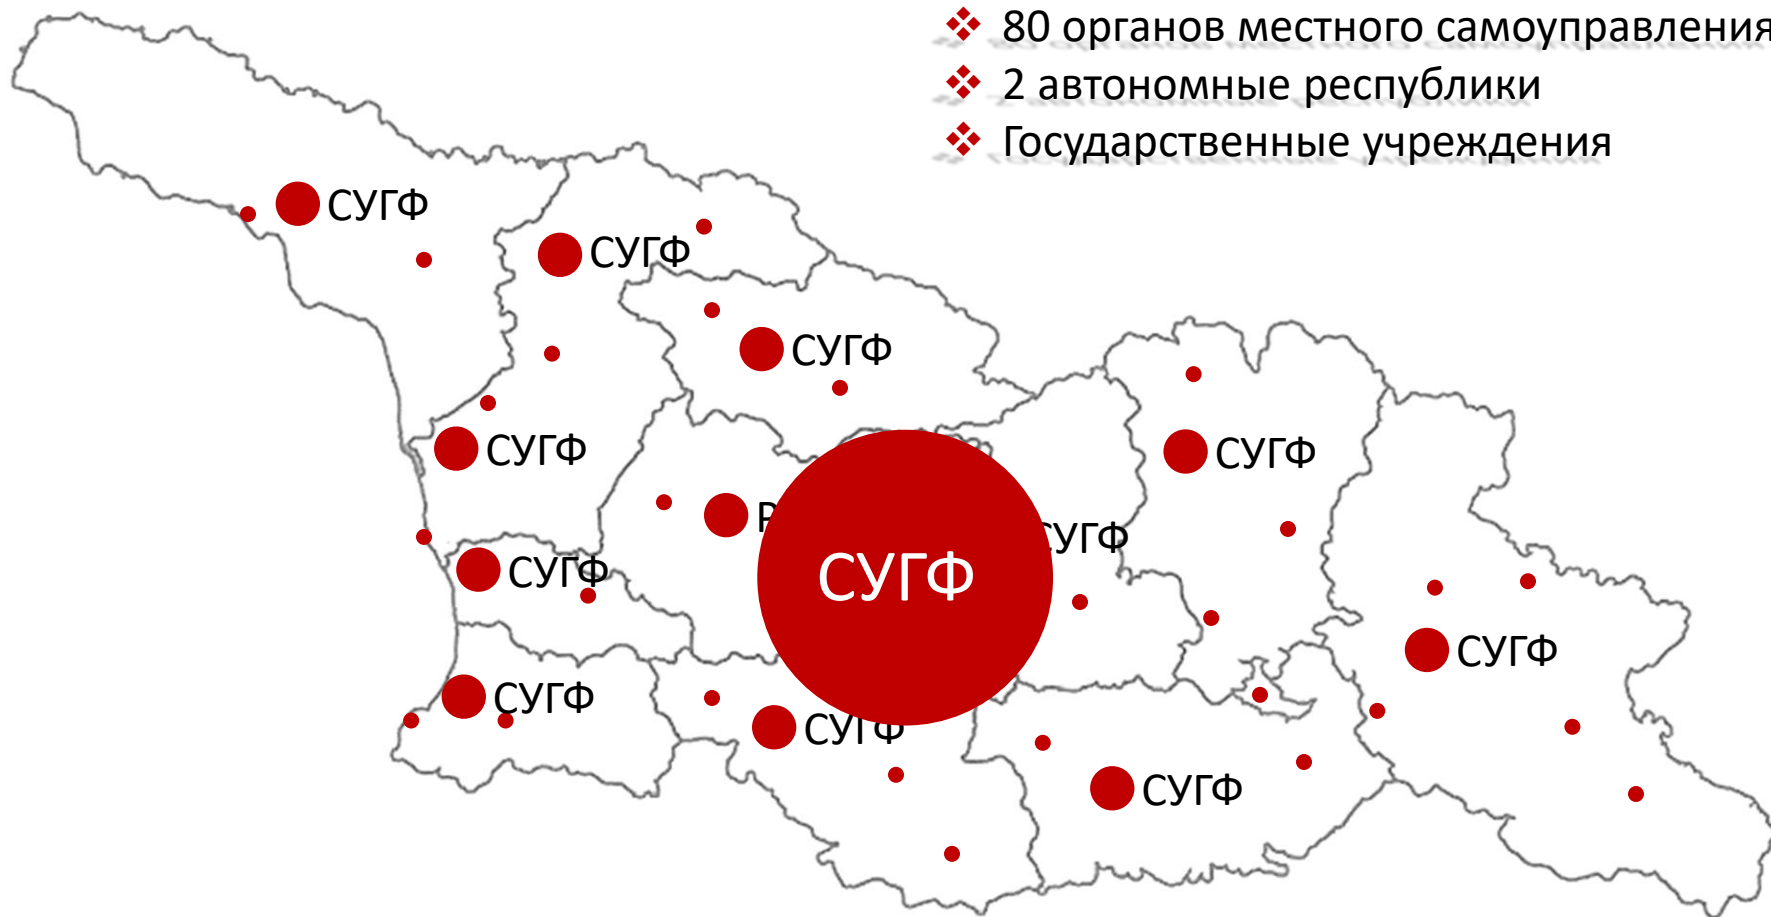 80 органов местного самоуправления
2 автономные республики
Государственные учреждения
СУГФ
СУГФ
СУГФ
СУГФ
СУГФ
СУГФ
СУГФ
СУГФ
СУГФ
СУГФ
СУГФ
СУГФ
СУГФ